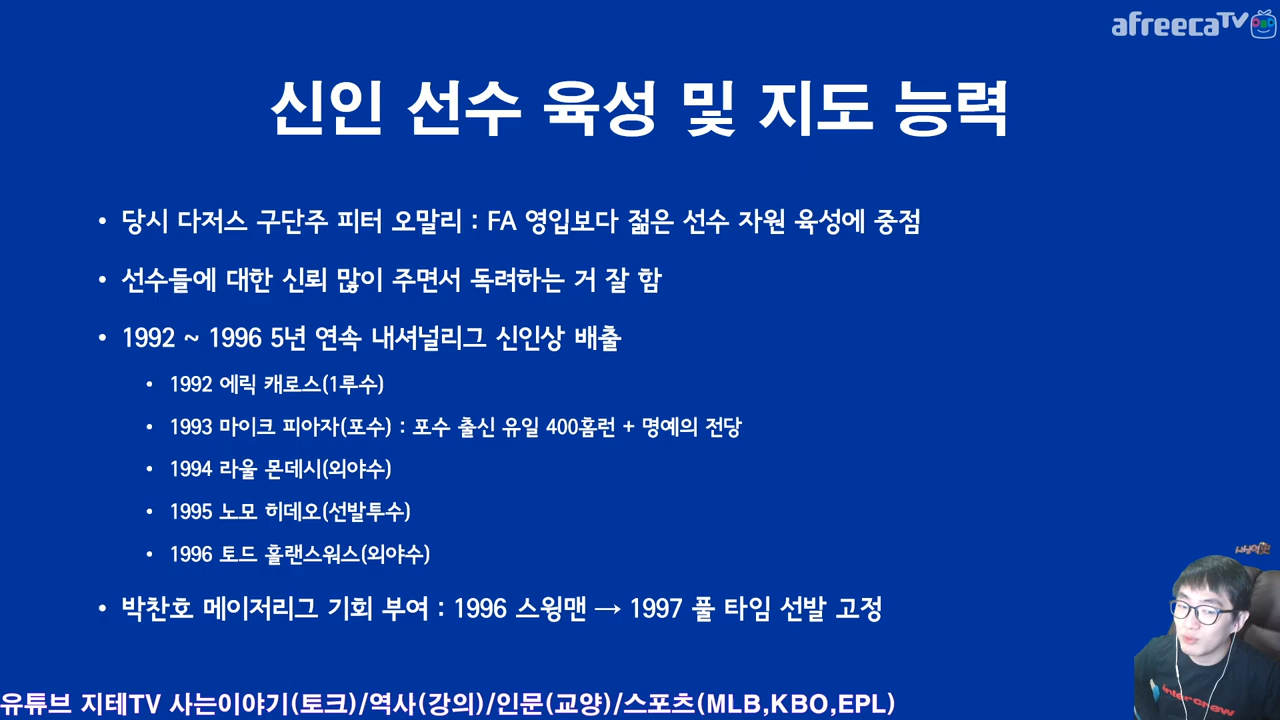 afreecaTV
신인 선수 육성 및 지도 능력
• 당시 다저스 구단주 피터 오말리 : FA 영입보다 젊은 선수 자원 육성에 중점
• 선수들에 대한 신뢰 많이 주면서 독려하는 거 잘 함
• 1992 ~ 1996 5년 연속 내셔널리그 신인상 배출
• 1992 에릭 캐로스(1루수)
• 1993 마이크 피아자(포수) : 포수 출신 유일 400홈런 + 명예의 전당
• 1994 라울 몬데시(외야수)
• 1995 노모 히데오(선발투수)
• 1996 토드 홀랜스워스(외야수)
• 박찬호 메이저리그 기회 부여 : 1996 스윙맨 → 1997 풀 타임 선발 고정
유튜브 지테TV 사는이야기(토크)/역사(강의)/인문(교양)/스포츠(MLB,KBO,EPL)